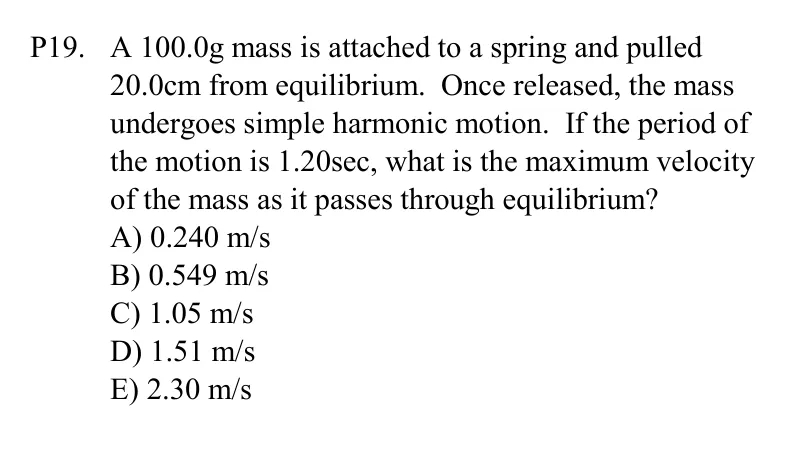 P19. A 100.0g mass is attached to a spring and pulled
20.0cm from equilibrium. Once released, the mass
undergoes simple harmonic motion. If the period of
the motion is 1.20sec, what is the maximum velocity
of the mass as it passes through equilibrium?
A) 0.240 m/s
B) 0.549 m/s
C) 1.05 m/s
D) 1.51 m/s
E) 2.30 m/s